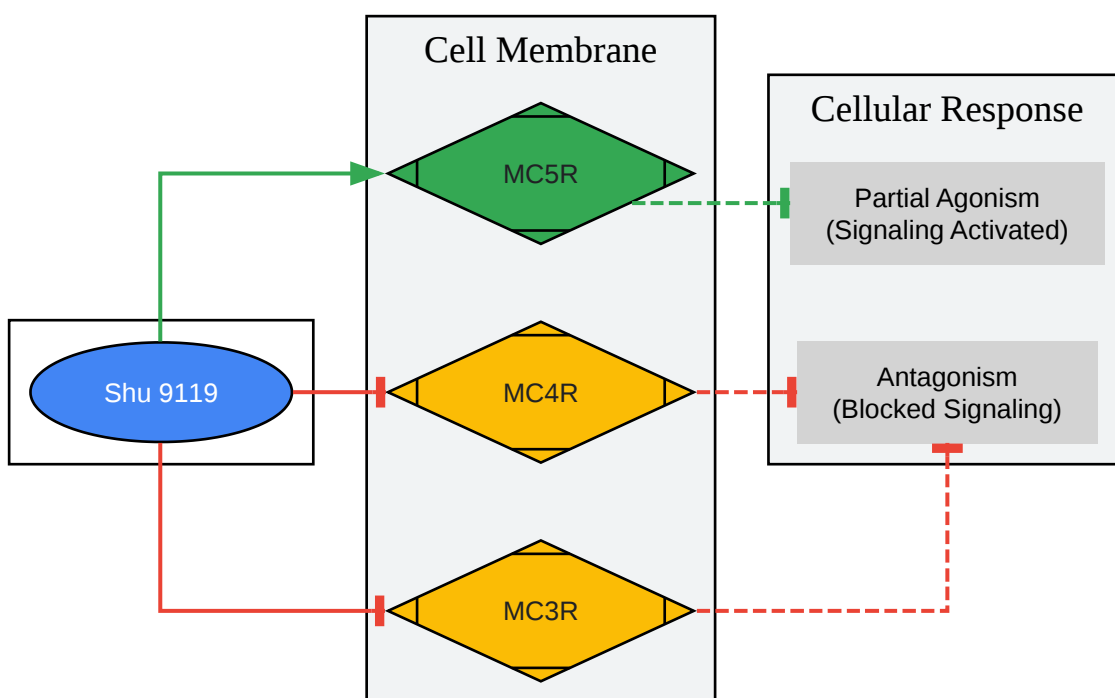 Cell Membrane
Cellular Response
MC5R
Partial Agonism
(Signaling Activated)
Shu 9119
MC4R
Antagonism
(Blocked Signaling)
MC3R